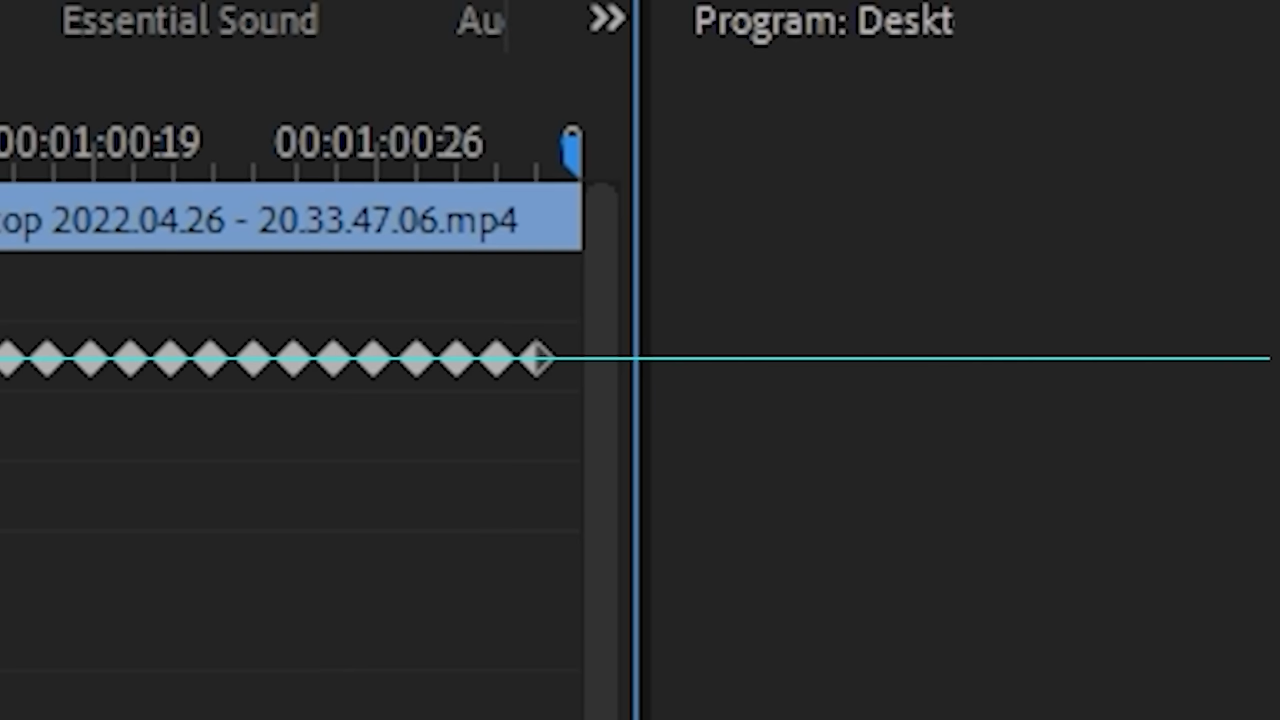 Essential Sound Au Program: Deskt
00:01:00:19 00:01:00:26
top 2022.04.26 - 20.33.47.06.mp4